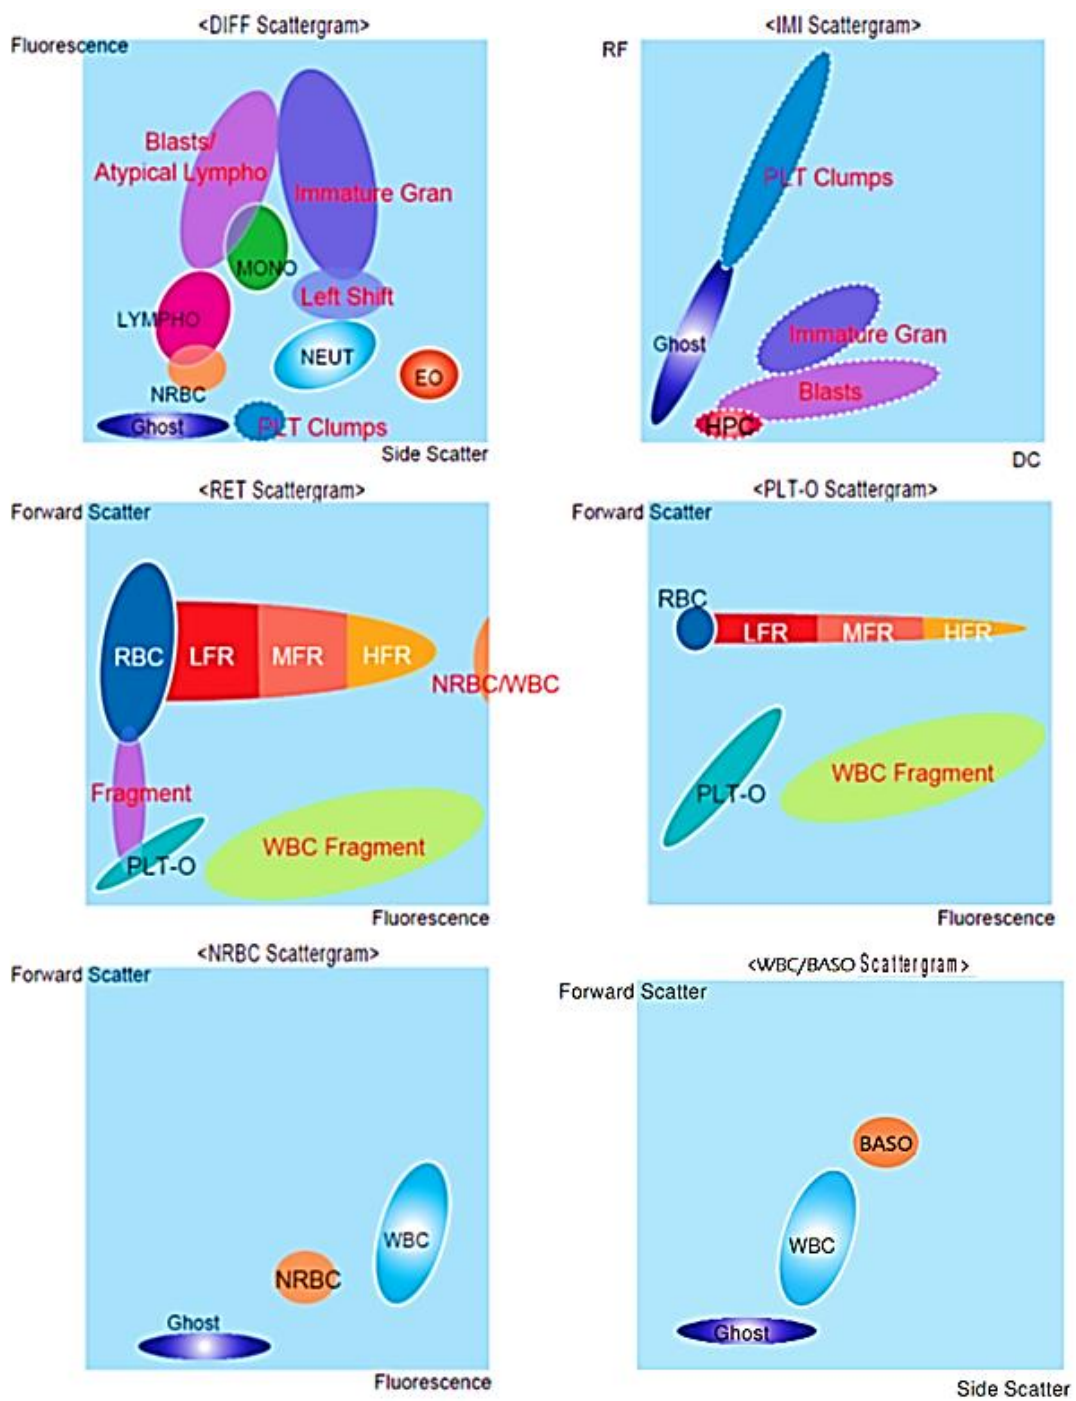 <DIFF Scattergram>
Fluorescence
Blasts/
Atypical Lympho
Immature Gran
MONO
Left Shift
LYMPHO
NEUT
EO
NRBC
Ghost
PLT Clumps
Side Scatter
<IMI Scattergram>
RF
PLT Clumps
Ghost
Immature Gran
Blasts
HPC
DC
<RET Scattergram>
Forward Scatter
RBC
LFR
MFR
HFR
NRBC/WBC
Fragment
WBC Fragment
PLT-O
Fluorescence
<PLT-O Scattergram>
Forward Scatter
RBC
LFR
MFR
HFR
WBC Fragment
PLT-O
Fluorescence
<NRBC Scattergram>
Forward Scatter
WBC
NRBC
Ghost
Fluorescence
<WBC/BASO Scattergram>
Forward Scatter
BASO
WBC
Ghost
Side Scatter